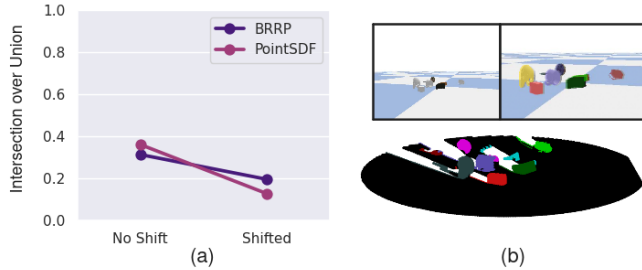 Intersection over Union
1.0
0.8
0.6
0.4
0.2
0.0
BRRP
PointSDF
No Shift
Shifted
(a)
(b)